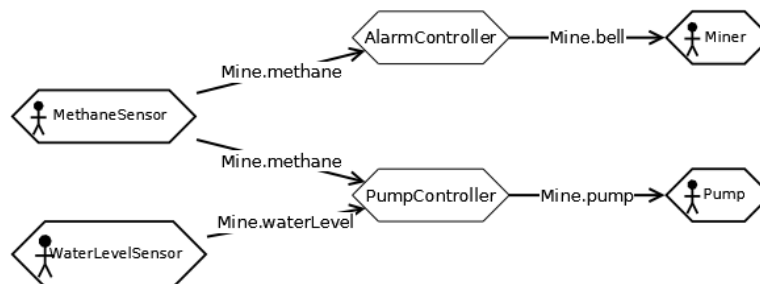 AlarmController
Mine.bell
Miner
Mine.methane
MethaneSensor
Mine.methane
PumpController
Mine.pump
Pump
Mine.waterLevel
WaterLevelSensor